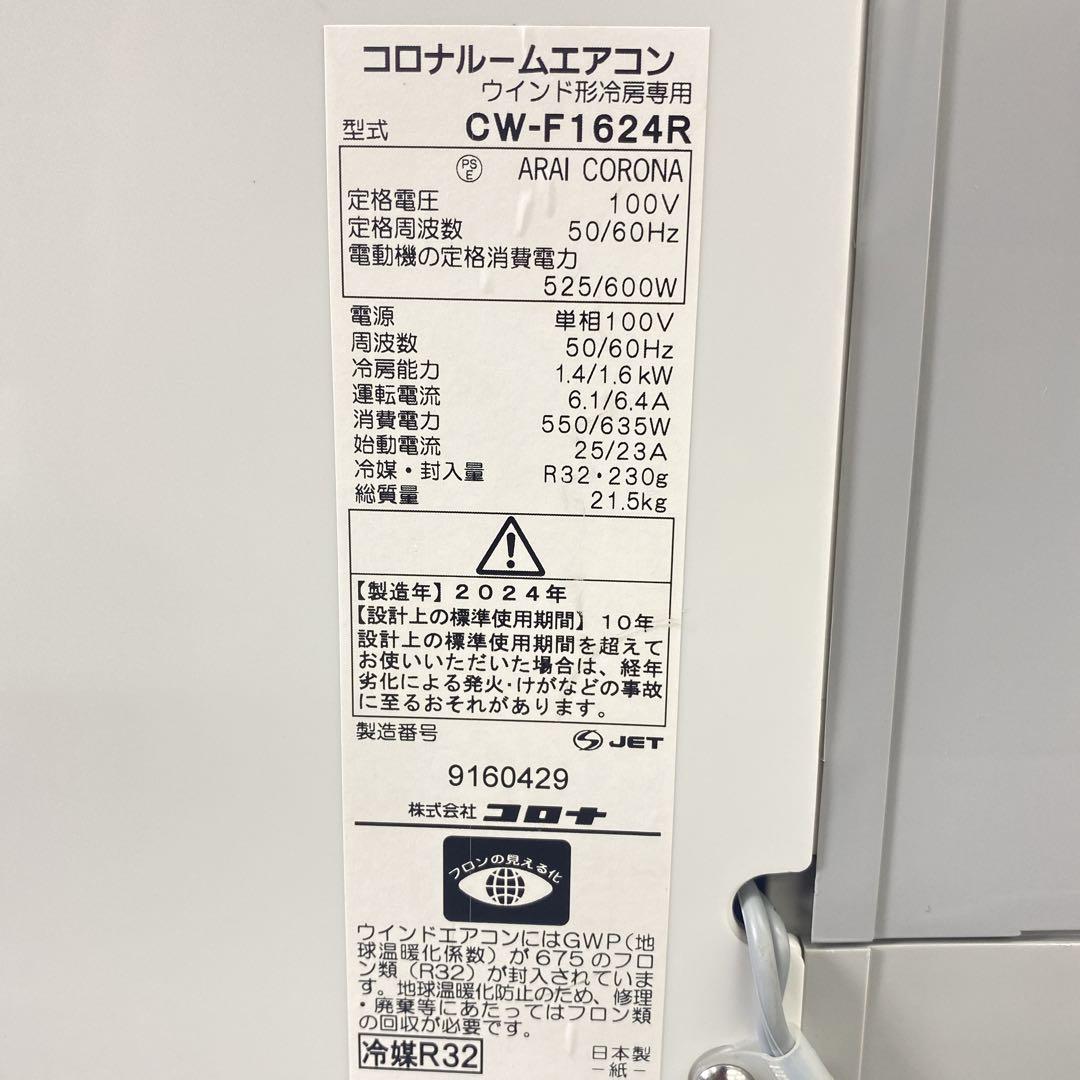 コロナルームエアコン
ウインド形冷房専用
型式 CW-F1624R
PSE ARAI CORONA
定格電圧 100V
定格周波数 50/60Hz
電動機の定格消費電力
525/600W
電源 単相100V
周波数 50/60Hz
冷房能力 1.4/1.6kW
運転電流 6.1/6.4A
消費電力 550/635W
始動電流 25/23A
冷媒・封入量 R32・230g
総質量 21.5kg
【製造年】2024年
【設計上の標準使用期間】10年
設計上の標準使用期間を超えて
お使いいただいた場合は、経年
劣化による発火・けがなどの事故
に至るおそれがあります。
製造番号 JET
9160429
株式会社 コロナ
フロンの見える化
ウインドエアコンにはGWP(地
球温暖化係数)が675のフロ
ン類(R32)が封入されていま
す。地球温暖化防止のため、修理
・廃棄等にあたってはフロン類
の回収が必要です。
冷媒R32 日本製
-紙-